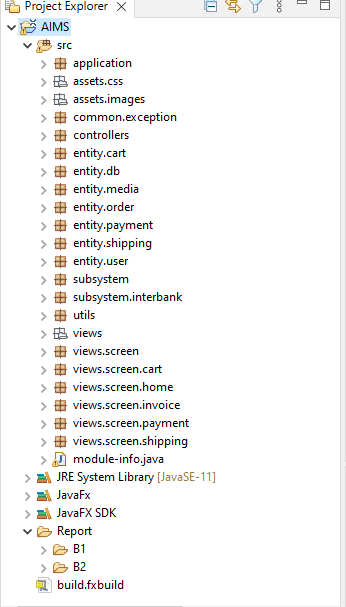 Project Explorer
AIMS
src
application
assets.css
assets.images
common.exception
controllers
entity.cart
entity.db
entity.media
entity.order
entity.payment
entity.shipping
entity.user
subsystem
subsystem.interbank
utils
views
views.screen
views.screen.cart
views.screen.home
views.screen.invoice
views.screen.payment
views.screen.shipping
module-info.java
JRE System Library [JavaSE-11]
JavaFx
JavaFX SDK
Report
B1
B2
build.fxbuild